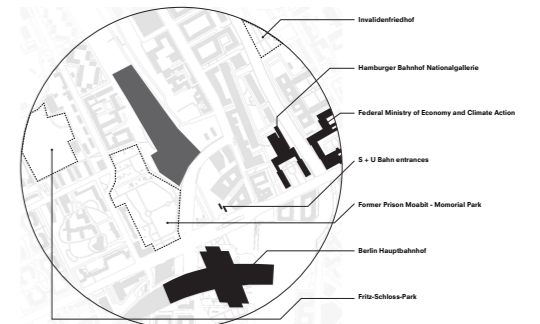 Invalidenfriedhof
Hamburger Bahnhof Nationalgallerie
Federal Ministry of Economy and Climate Action
S + U Bahn entrances
Former Prison Moabit - Momorial Park
Berlin Hauptbahnhof
Fritz-Schloss-Park